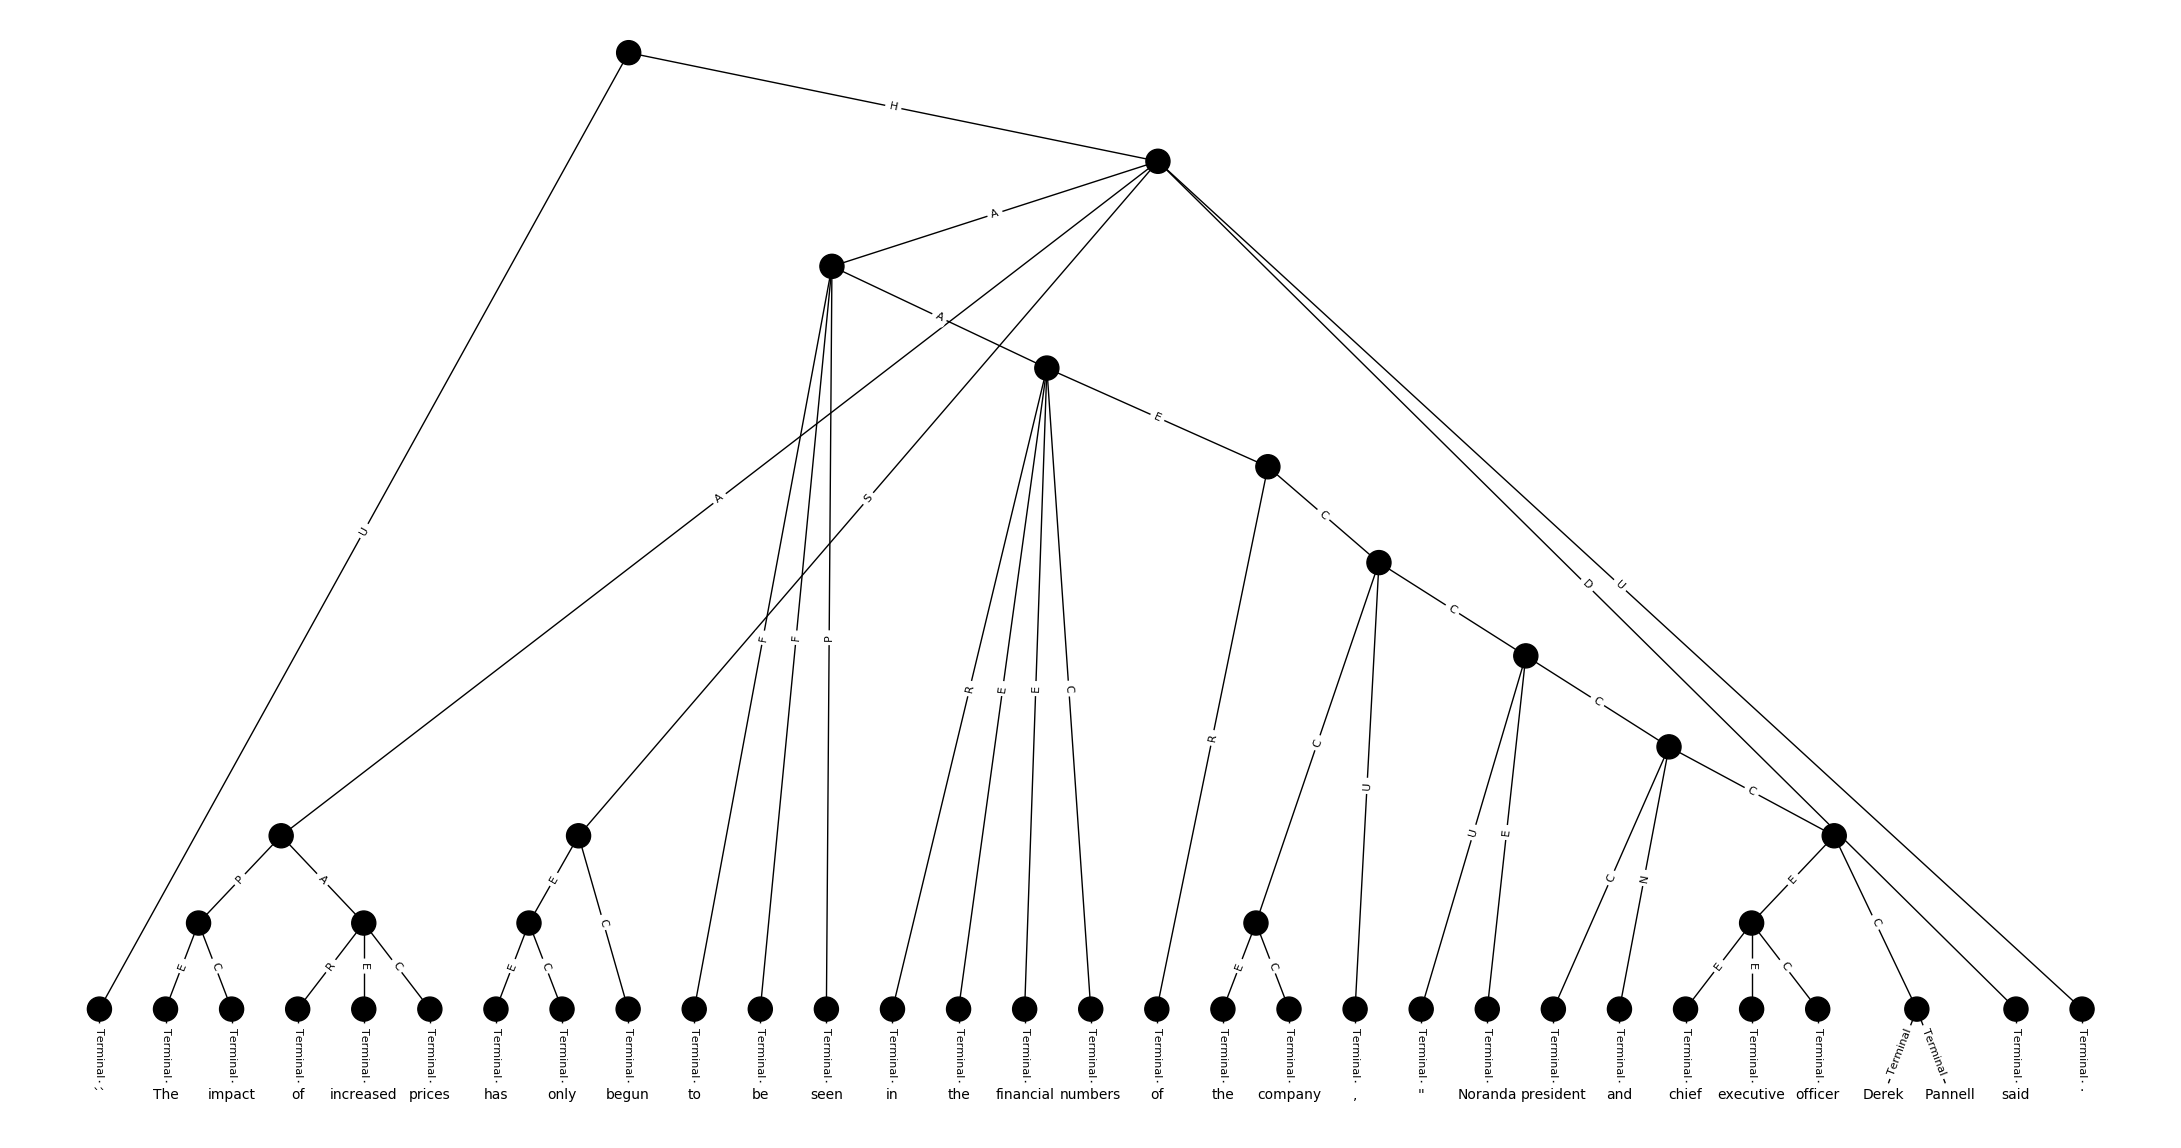 H
A
A
E
A
S
U
C
D
U
C
F
F
P
C
R
E
E
C
R
C
U
C
U
E
P
A
E
C
C
N
E
C
E
C
R
E
C
E
C
E
C
E
E
C
Terminal Terminal Terminal Terminal Terminal Terminal Terminal Terminal Terminal Terminal Terminal Terminal Terminal Terminal Terminal Terminal Terminal Terminal Terminal Terminal Terminal Terminal Terminal Terminal Terminal Terminal Terminal Terminal Terminal Terminal Terminal
The impact of increased prices has only begun to be seen in the financial numbers of the company , " Noranda president and chief executive officer Derek Pannell said .